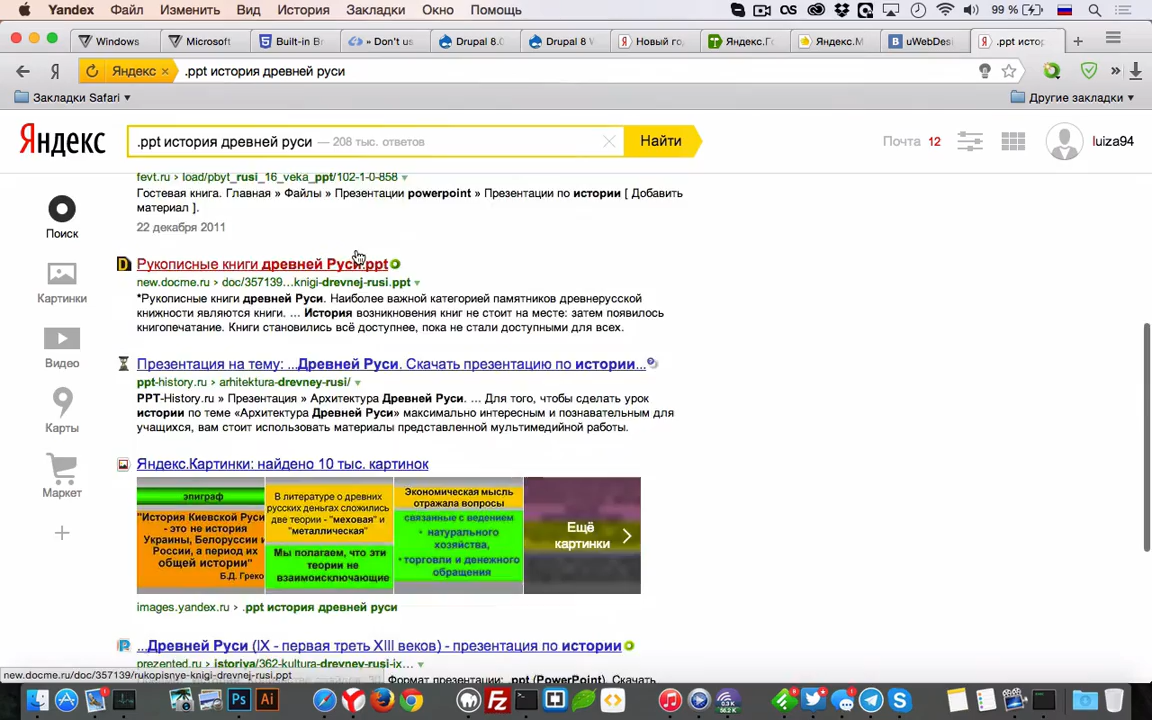 Yandex Файл Изменить Вид История Закладки Окно Помощь 99 %
Windows Microsoft Built-in Br » Don't us Drupal 8.0 Drupal 8 W Новый го, Яндекс.Го Яндекс.М uWebDesi .ppt истор
Яндекс × .ppt история древней руси
Закладки Safari Другие закладки
Яндекс .ppt история древней руси — 208 тыс. ответов Найти Почта 12 luiza94
fevt.ru › load/pbyt_rusi_16_veka_ppt/102-1-0-858
Гостевая книга. Главная » Файлы » Презентации powerpoint » Презентации по истории [ Добавить
материал ].
22 декабря 2011
Поиск
Рукописные книги древней Руси.ppt
new.docme.ru › doc/357139...knigi-drevnej-rusi.ppt
*Рукописные книги древней Руси. Наиболее важной категорией памятников древнерусской
книжности являются книги. ... История возникновения книг не стоит на месте: затем появилось
книгопечатание. Книги становились всё доступнее, пока не стали доступными для всех.
Картинки
Видео
Презентация на тему: ...Древней Руси. Скачать презентацию по истории...
ppt-history.ru › arhitektura-drevney-rusi/
PPT-History.ru » Презентация » Архитектура Древней Руси. ... Для того, чтобы сделать урок
истории по теме «Архитектура Древней Руси» максимально интересным и познавательным для
учащихся, вам стоит использовать материалы представленной мультимедийной работы.
Карты
Маркет
Яндекс.Картинки: найдено 10 тыс. картинок
эпиграф
"История Киевской Руси
- это не история
Украины, Белоруссии и
России, а период их
общей истории"
Б.Д. Греко
В литературе о древних
русских деньгах сложились
две теории - "меховая" и
"металлическая"
Мы полагаем, что эти
теории не
взаимоисключающие
Экономическая мысль
отражала вопросы
связанные с ведением
• натурального
хозяйства,
• торговли и денежного
обращения
Ещё
картинки
images.yandex.ru › .ppt история древней руси
...Древней Руси (IX - первая треть XIII веков) - презентация по истории
prezented.ru › istoriya/362-kultura-drevney-rusi-ix...
Формат презентации: .ppt (PowerPoint). Скачать
new.docme.ru/doc/357139/rukopisnye-knigi-drevnej-rusi.ppt